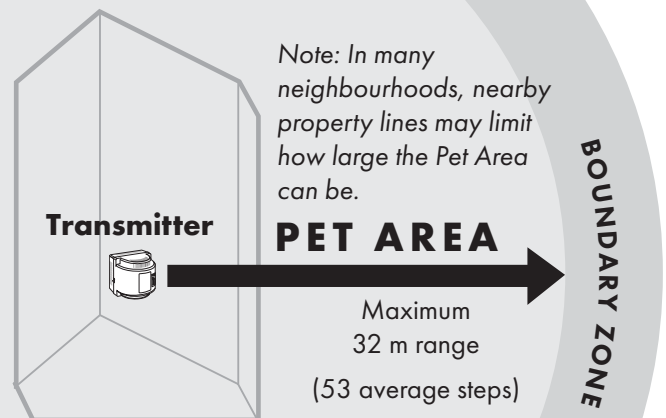 Note: In many
neighbourhoods, nearby
property lines may limit
how large the Pet Area
can be.
Transmitter
PET AREA
Maximum
32 m range
(53 average steps)
BOUNDARY ZONE